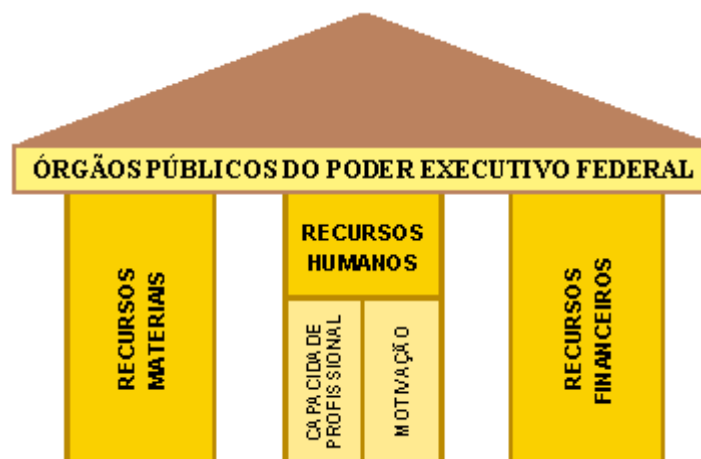 ÓRGÃOS PÚBLICOS DO PODER EXECUTIVO FEDERAL
RECURSOS
MATERIAIS
RECURSOS
HUMANOS
CAPACIDADE
PROFISSIONAL
MOTIVAÇÃO
RECURSOS
FINANCEIROS